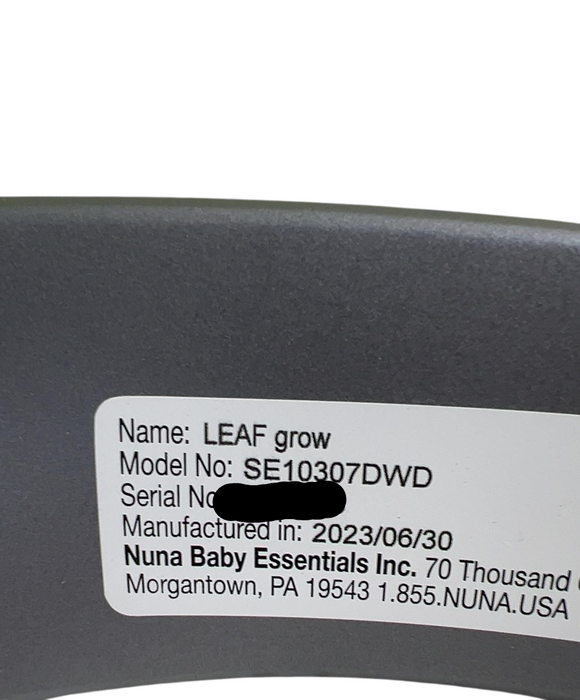 Name: LEAF grow
Model No: SE10307DWD
Serial No
Manufactured in: 2023/06/30
Nuna Baby Essentials Inc. 70 Thousand
Morgantown, PA 19543 1.855.NUNA.USA